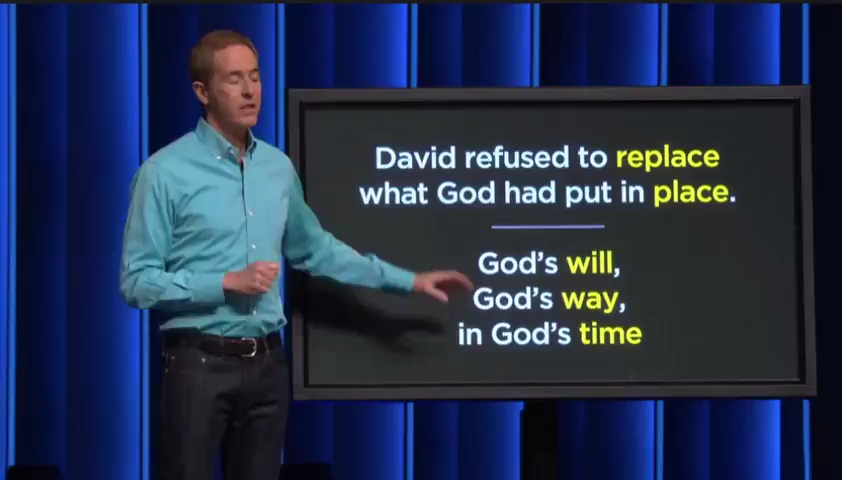 David refused to replace
what God had put in place.
God's will,
God's way,
in God's time